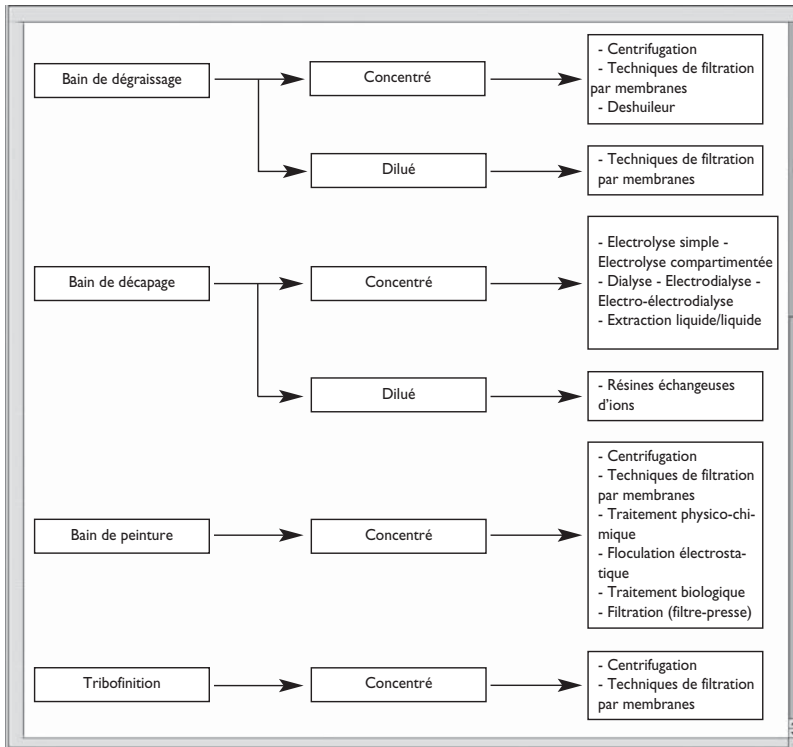 Bain de dégraissage
Concentré
- Centrifugation
- Techniques de filtration
par membranes
- Deshuileur
Dilué
- Techniques de filtration
par membranes
Bain de décapage
Concentré
- Electrolyse simple -
Electrolyse compartimentée
- Dialyse - Electrodialyse -
Electro-électrodialyse
- Extraction liquide/liquide
Dilué
- Résines échangeuses
d'ions
Bain de peinture
Concentré
- Centrifugation
- Techniques de filtration
par membranes
- Traitement physico-chi-
mique
- Floculation électrosta-
tique
- Traitement biologique
- Filtration (filtre-presse)
Tribofinition
Concentré
- Centrifugation
- Techniques de filtration
par membranes